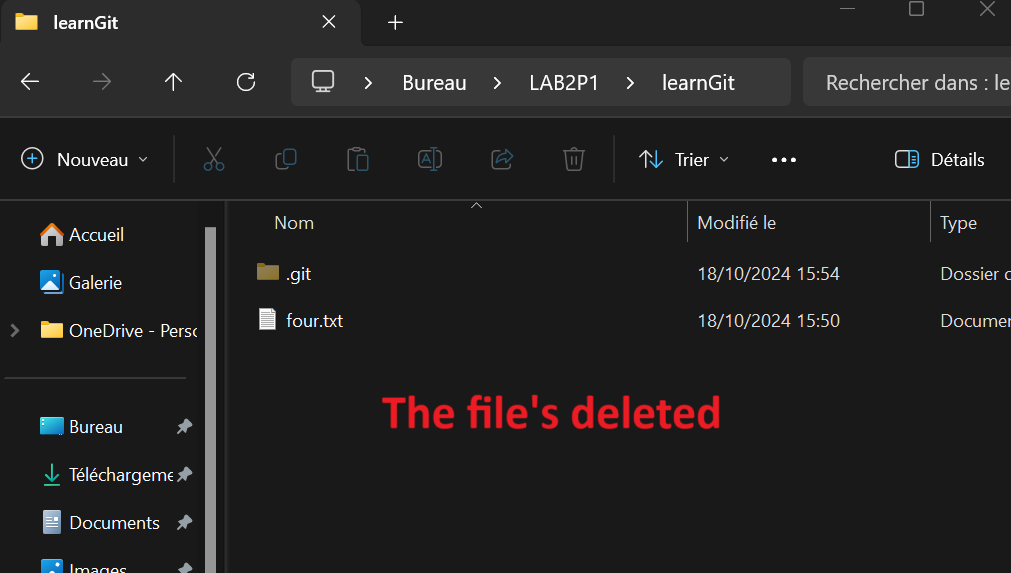 learnGit
Bureau > LAB2P1 > learnGit
Rechercher dans : le
Nouveau
Trier
Détails
Accueil
Galerie
OneDrive - Perso
Bureau
Téléchargeme
Documents
Images
Nom
Modifié le
Type
.git
18/10/2024 15:54
Dossier
four.txt
18/10/2024 15:50
Documen
The file's deleted